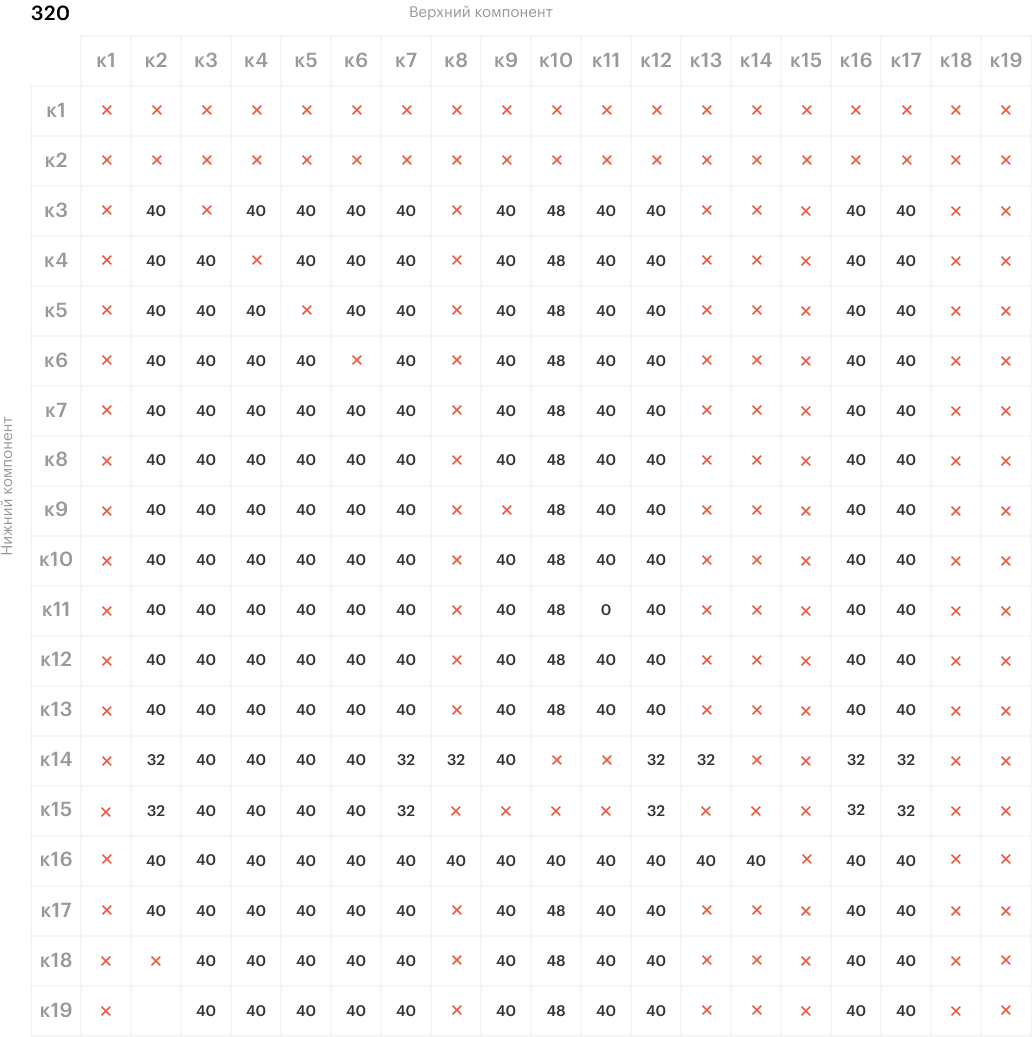 320 Верхний компонент
к1 к2 к3 к4 к5 к6 к7 к8 к9 к10 к11 к12 к13 к14 к15 к16 к17 к18 к19
к1 × × × × × × × × × × × × × × × × × × ×
к2 × × × × × × × × × × × × × × × × × × ×
к3 × 40 × 40 40 40 40 × 40 48 40 40 × × × 40 40 × ×
к4 × 40 40 × 40 40 40 × 40 48 40 40 × × × 40 40 × ×
к5 × 40 40 40 × 40 40 × 40 48 40 40 × × × 40 40 × ×
к6 × 40 40 40 40 × 40 × 40 48 40 40 × × × 40 40 × ×
к7 × 40 40 40 40 40 40 × 40 48 40 40 × × × 40 40 × ×
к8 × 40 40 40 40 40 40 × 40 48 40 40 × × × 40 40 × ×
к9 × 40 40 40 40 40 40 × × 48 40 40 × × × 40 40 × ×
к10 × 40 40 40 40 40 40 × 40 48 40 40 × × × 40 40 × ×
к11 × 40 40 40 40 40 40 × 40 48 0 40 × × × 40 40 × ×
к12 × 40 40 40 40 40 40 × 40 48 40 40 × × × 40 40 × ×
к13 × 40 40 40 40 40 40 × 40 48 40 40 × × × 40 40 × ×
к14 × 32 40 40 40 40 32 32 40 × × 32 32 × × 32 32 × ×
к15 × 32 40 40 40 40 32 × × × × 32 × × × 32 32 × ×
к16 × 40 40 40 40 40 40 40 40 40 40 40 40 40 × 40 40 × ×
к17 × 40 40 40 40 40 40 × 40 48 40 40 × × × 40 40 × ×
к18 × × 40 40 40 40 40 × 40 48 40 40 × × × 40 40 × ×
к19 × 40 40 40 40 40 × 40 48 40 40 × × × 40 40 × ×
Нижний компонент